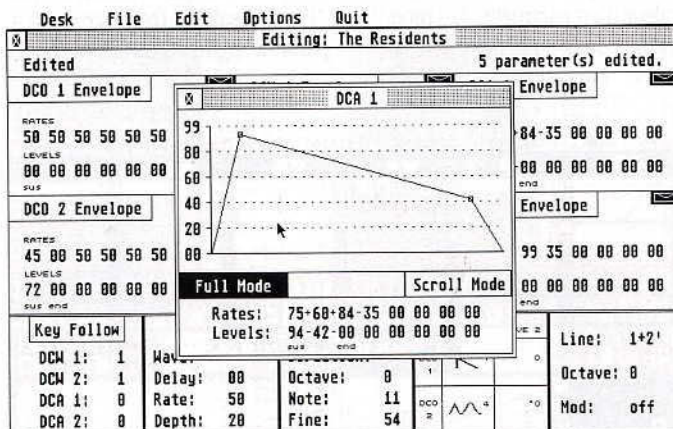 Desk File Edit Options Quit
Editing: The Residents
Edited 5 parameter(s) edited.
DCO 1 Envelope
Envelope
RATES
50 50 50 50 50
84-35 00 00 00 00
LEVELS
00 00 00 00 00
00 00 00 00 00
sus
end
DCA 1
99
80
60
40
20
00
Full Mode Scroll Mode
Rates: 75+60+84-35 00 00 00 00
Levels: 94-42-00 00 00 00 00 00
sus end
DCO 2 Envelope
Envelope
RATES
45 00 50 50 50
99 35 00 00 00 00
LEVELS
72 00 00 00 00
00 00 00 00 00
sus end
end
Key Follow
DCW 1: 1
DCW 2: 1
DCA 1: 0
DCA 2: 0
Delay: 00
Rate: 50
Depth: 20
Octave: 0
Note: 11
Fine: 54
1
DCO 2
Line: 1+2'
Octave: 0
Mod: off